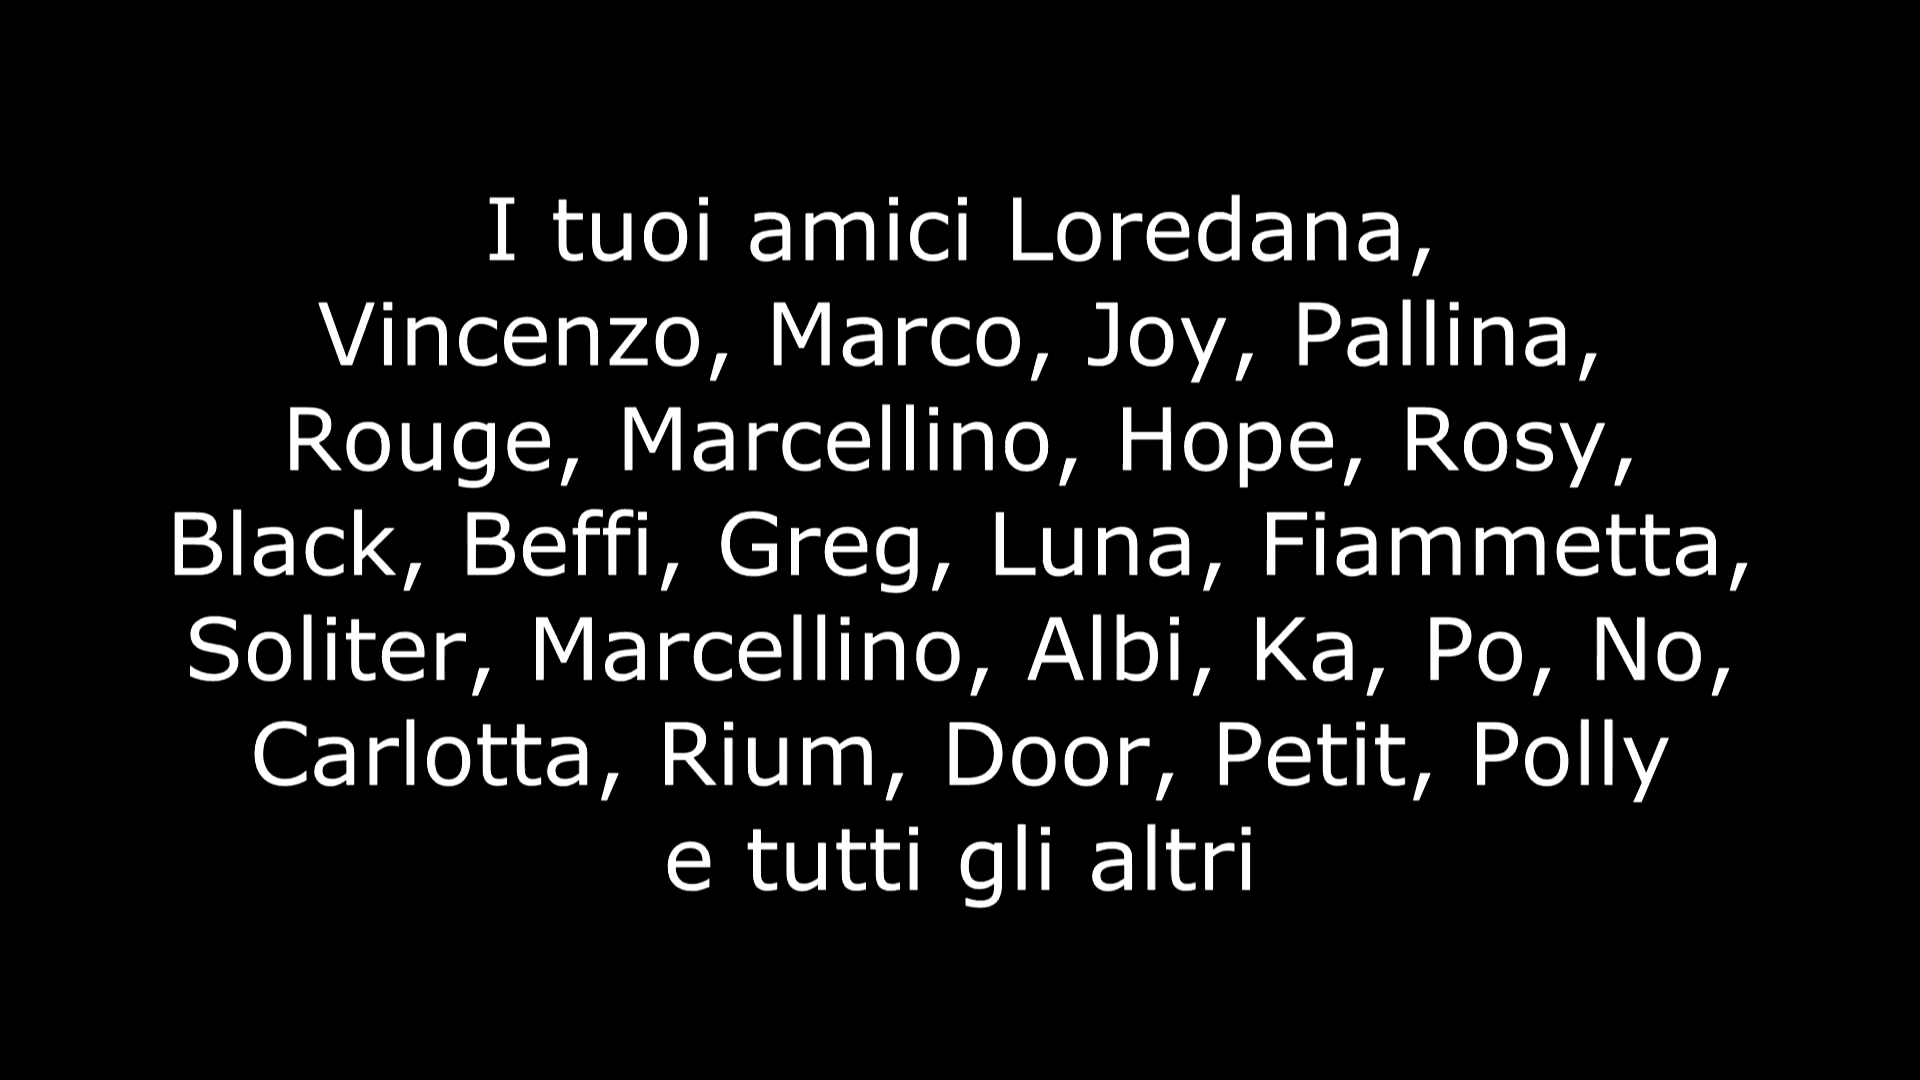 I tuoi amici Loredana,
Vincenzo, Marco, Joy, Pallina,
Rouge, Marcellino, Hope, Rosy,
Black, Beffi, Greg, Luna, Fiammetta,
Soliter, Marcellino, Albi, Ka, Po, No,
Carlotta, Rium, Door, Petit, Polly
e tutti gli altri